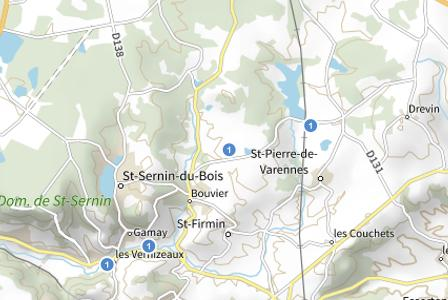 D138
Drevin
1
1
St-Pierre-de-
Varennes
D131
St-Sernin-du-Bois
Dom. de St-Sernin
Bouvier
St-Firmin
Gamay
les Couchets
1
les Vernizeaux
1